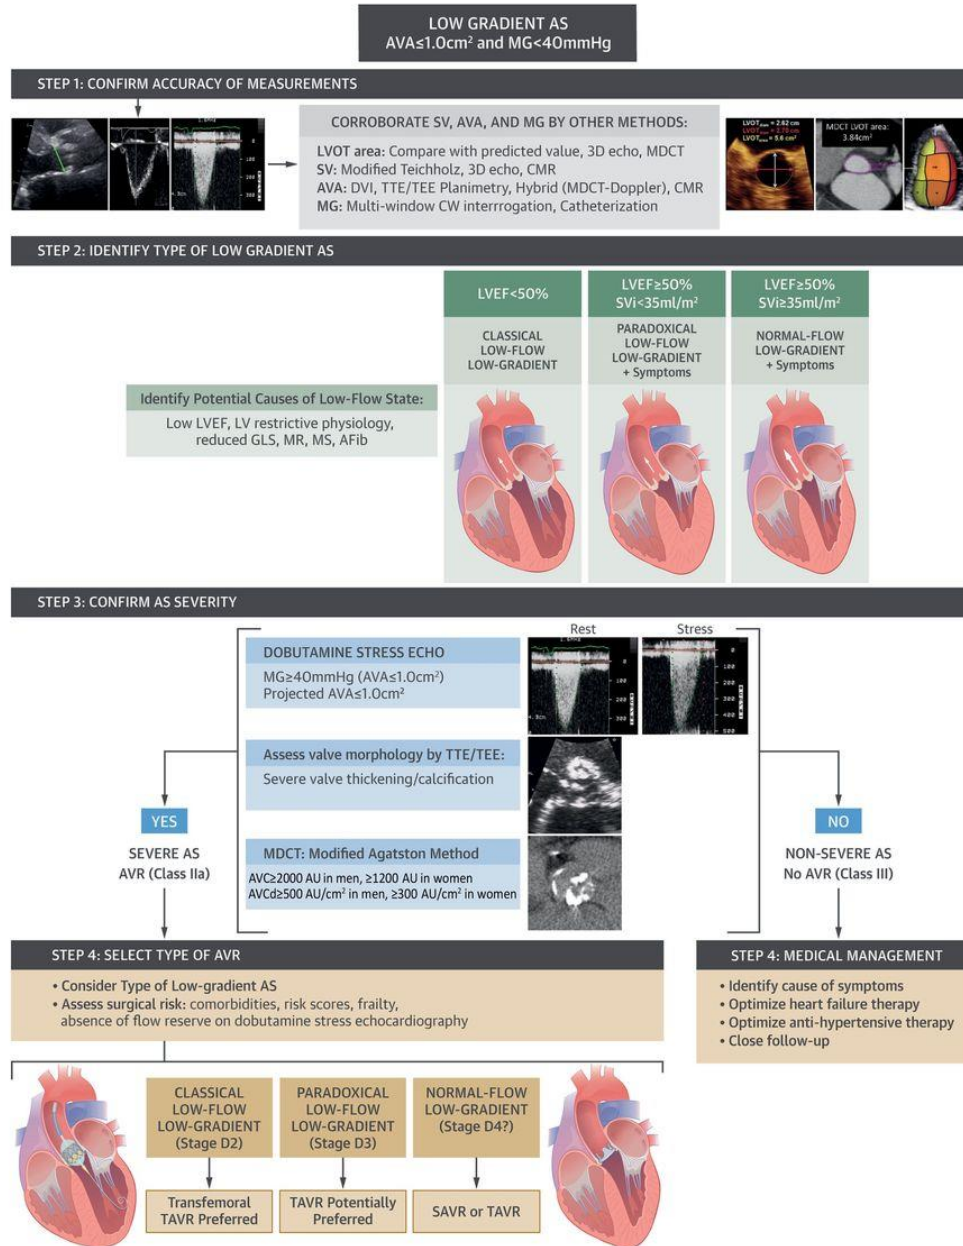 LOW GRADIENT AS
AVA≤1.0cm² and MG<40mmHg
STEP 1: CONFIRM ACCURACY OF MEASUREMENTS
CORROBORATE SV, AVA, AND MG BY OTHER METHODS:
LVOT area: Compare with predicted value, 3D echo, MDCT
SV: Modified Teichholz, 3D echo, CMR
AVA: DVI, TTE/TEE Planimetry, Hybrid (MDCT-Doppler), CMR
MG: Multi-window CW interrrogation, Catheterization
MDCT LVOT area:
3.84cm²
STEP 2: IDENTIFY TYPE OF LOW GRADIENT AS
LVEF<50%
LVEF≥50%
SVi<35ml/m²
LVEF≥50%
SVi≥35ml/m²
CLASSICAL
LOW-FLOW
LOW-GRADIENT
PARADOXICAL
LOW-FLOW
LOW-GRADIENT
+ Symptoms
NORMAL-FLOW
LOW-GRADIENT
+ Symptoms
Identify Potential Causes of Low-Flow State:
Low LVEF, LV restrictive physiology,
reduced GLS, MR, MS, AFib
STEP 3: CONFIRM AS SEVERITY
Rest
Stress
DOBUTAMINE STRESS ECHO
MG≥40mmHg (AVA≤1.0cm²)
Projected AVA≤1.0cm²
Assess valve morphology by TTE/TEE:
Severe valve thickening/calcification
MDCT: Modified Agatston Method
AVC≥2000 AU in men, ≥1200 AU in women
AVCd≥500 AU/cm² in men, ≥300 AU/cm² in women
YES
SEVERE AS
AVR (Class IIa)
NO
NON-SEVERE AS
No AVR (Class III)
STEP 4: SELECT TYPE OF AVR
• Consider Type of Low-gradient AS
• Assess surgical risk: comorbidities, risk scores, frailty,
absence of flow reserve on dobutamine stress echocardiography
STEP 4: MEDICAL MANAGEMENT
• Identify cause of symptoms
• Optimize heart failure therapy
• Optimize anti-hypertensive therapy
• Close follow-up
CLASSICAL
LOW-FLOW
LOW-GRADIENT
(Stage D2)
PARADOXICAL
LOW-FLOW
LOW-GRADIENT
(Stage D3)
NORMAL-FLOW
LOW-GRADIENT
(Stage D4?)
Transfemoral
TAVR Preferred
TAVR Potentially
Preferred
SAVR or TAVR